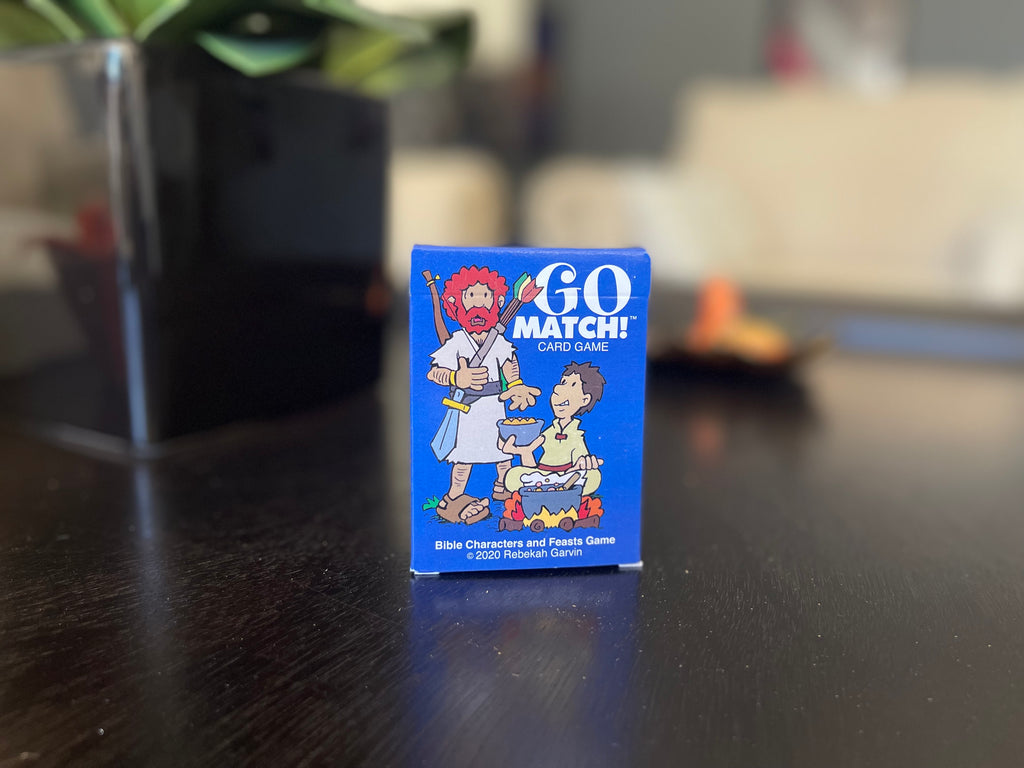 GO
MATCH!™
CARD GAME
Bible Characters and Feasts Game
© 2020 Rebekah Garvin